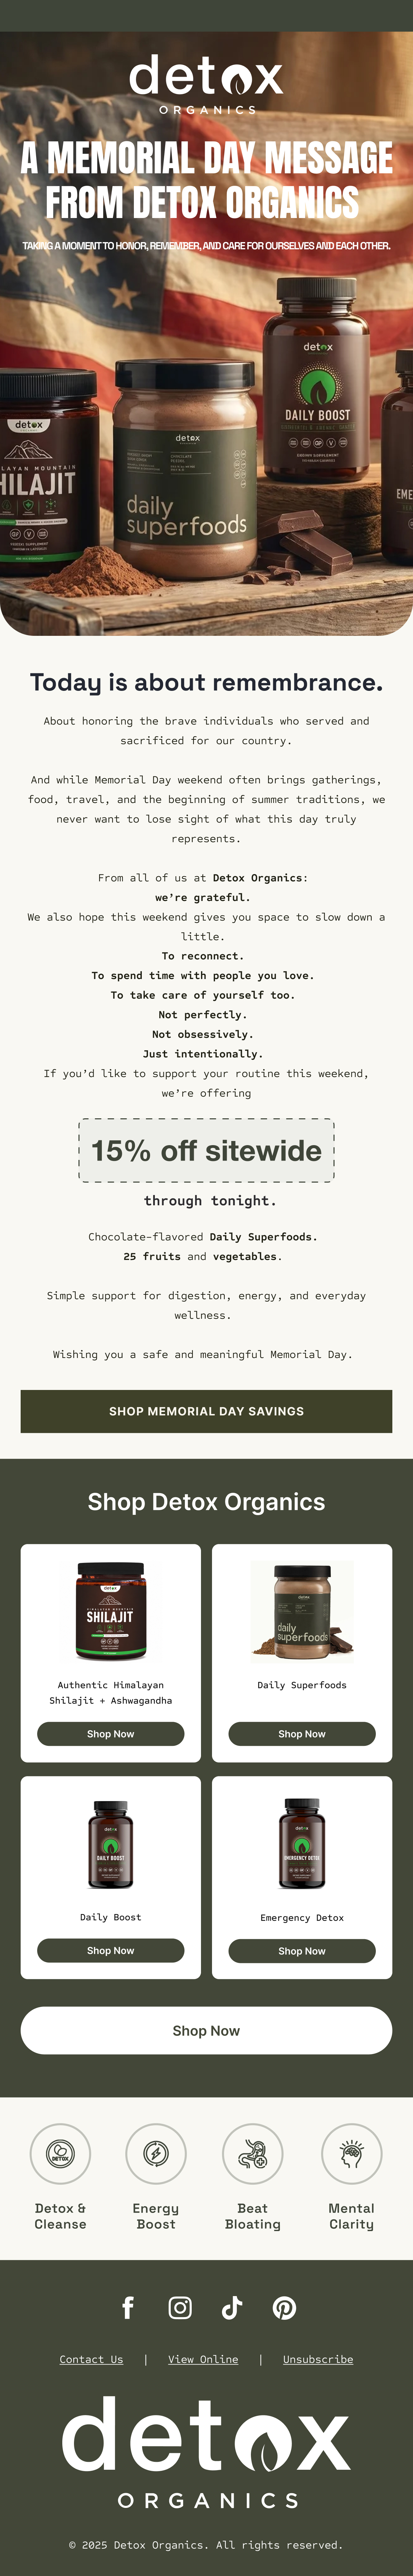 detox
ORGANICS
A MEMORIAL DAY MESSAGE
FROM DETOX ORGANICS
TAKING A MOMENT TO HONOR, REMEMBER, AND CARE FOR OURSELVES AND EACH OTHER.
detox
LAYAN MOUNTAIN
HILAJIT
detox
daily
superfoods
detox
DAILY BOOST
EME
Today is about remembrance.
About honoring the brave individuals who served and
sacrificed for our country.
And while Memorial Day weekend often brings gatherings,
food, travel, and the beginning of summer traditions, we
never want to lose sight of what this day truly
represents.
From all of us at Detox Organics:
we’re grateful.
We also hope this weekend gives you space to slow down a
little.
To reconnect.
To spend time with people you love.
To take care of yourself too.
Not perfectly.
Not obsessively.
Just intentionally.
If you’d like to support your routine this weekend,
we’re offering
15% off sitewide
through tonight.
Chocolate-flavored Daily Superfoods.
25 fruits and vegetables.
Simple support for digestion, energy, and everyday
wellness.
Wishing you a safe and meaningful Memorial Day.
SHOP MEMORIAL DAY SAVINGS
Shop Detox Organics
detox
SHILAJIT
Authentic Himalayan
Shilajit + Ashwagandha
Shop Now
detox
daily
superfoods
Daily Superfoods
Shop Now
detox
DAILY BOOST
Daily Boost
Shop Now
detox
EMERGENCY DETOX
Emergency Detox
Shop Now
Shop Now
DETOX
Detox &
Cleanse
Energy
Boost
Beat
Bloating
Mental
Clarity
Contact Us | View Online | Unsubscribe
detox
ORGANICS
© 2025 Detox Organics. All rights reserved.